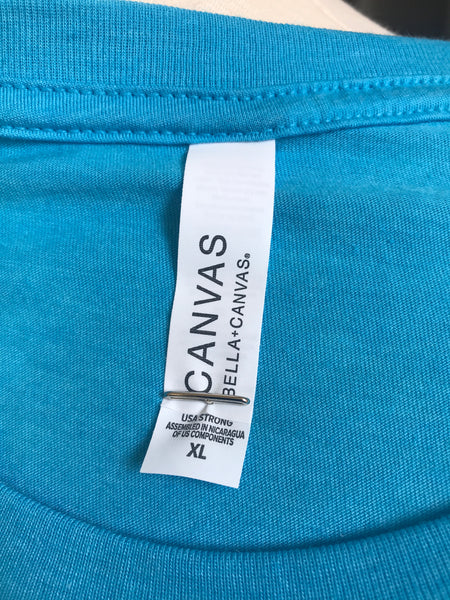 CANVAS
BELLA+CANVAS®
USA STRONG
ASSEMBLED IN NICARAGUA
OF US COMPONENTS
XL